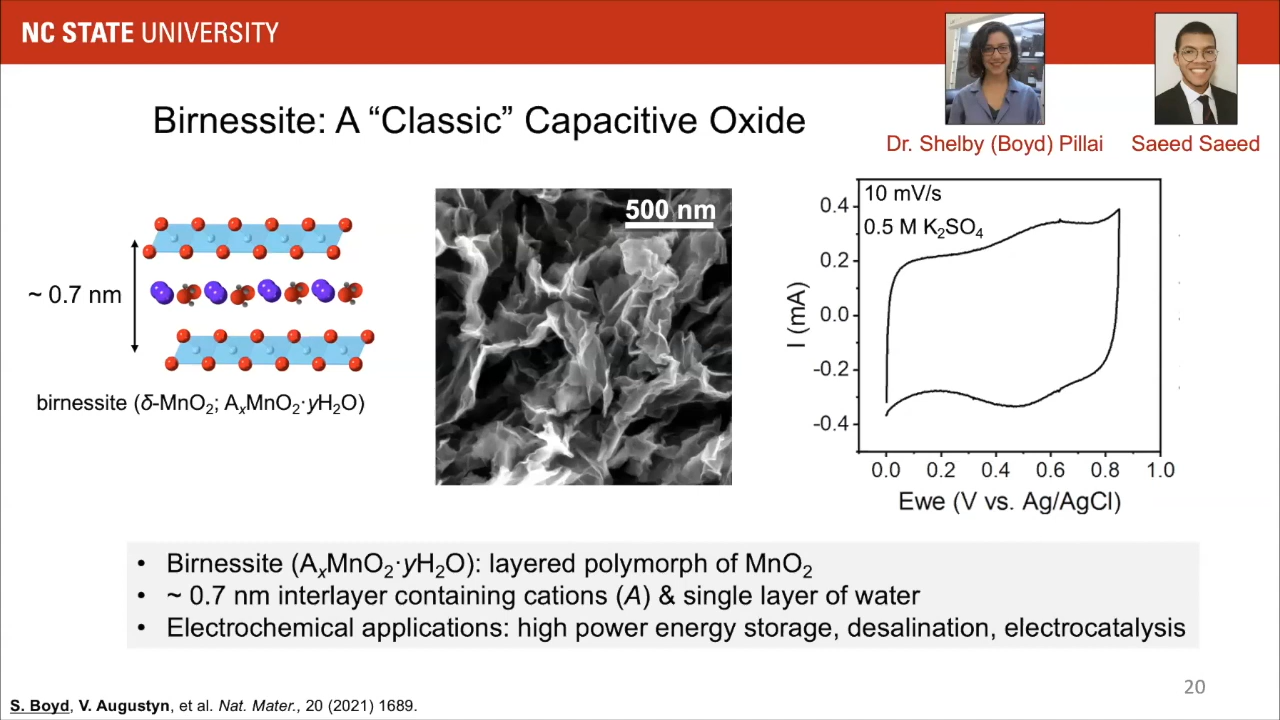 NC STATE UNIVERSITY
Birnessite: A “Classic” Capacitive Oxide
Dr. Shelby (Boyd) Pillai
Saeed Saeed
~ 0.7 nm
birnessite (δ-MnO₂; AₓMnO₂·yH₂O)
500 nm
10 mV/s
0.5 M K₂SO₄
0.4
0.2
0.0
-0.2
-0.4
I (mA)
0.0 0.2 0.4 0.6 0.8 1.0
Ewe (V vs. Ag/AgCl)
• Birnessite (AₓMnO₂·yH₂O): layered polymorph of MnO₂
• ~ 0.7 nm interlayer containing cations (A) & single layer of water
• Electrochemical applications: high power energy storage, desalination, electrocatalysis
20
S. Boyd, V. Augustyn, et al. Nat. Mater., 20 (2021) 1689.